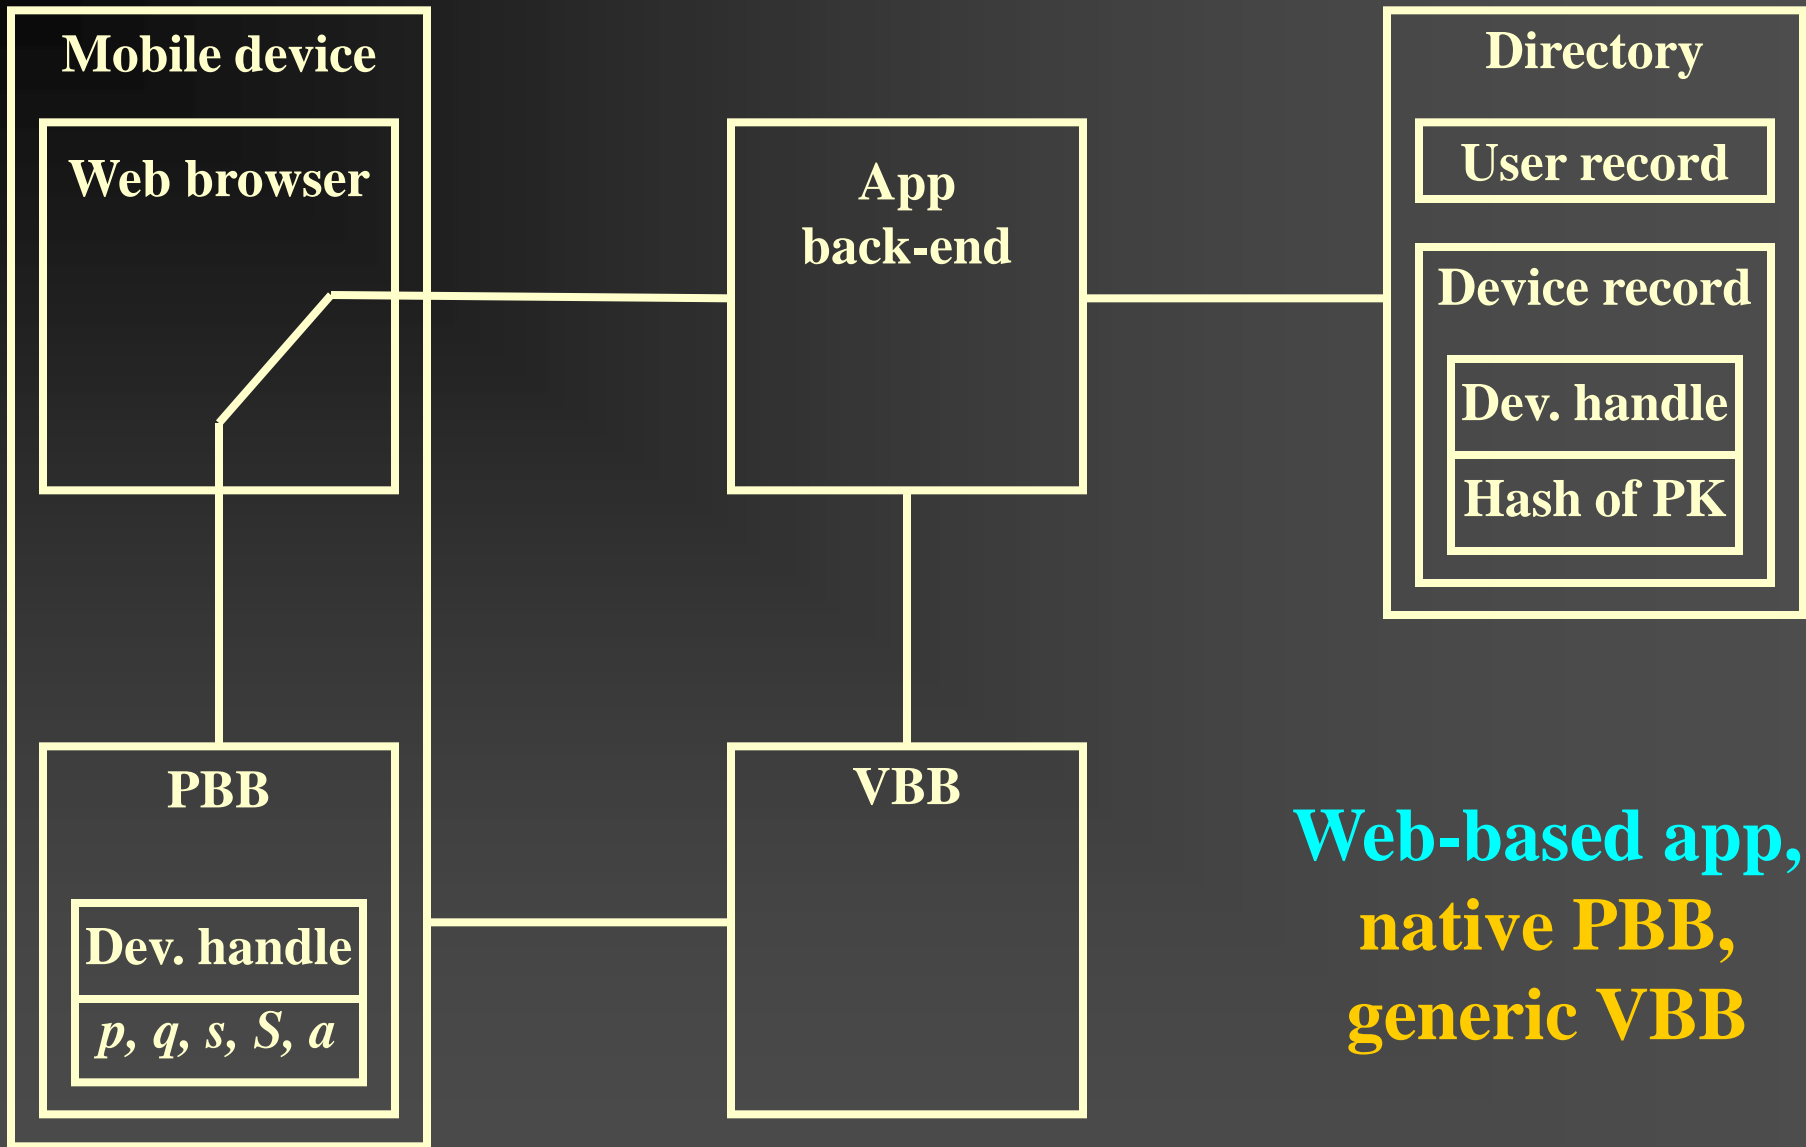 Mobile device
Web browser
PBB
Dev. handle
p, q, s, S, a
App
back-end
VBB
Directory
User record
Device record
Dev. handle
Hash of PK
Web-based app,
native PBB,
generic VBB